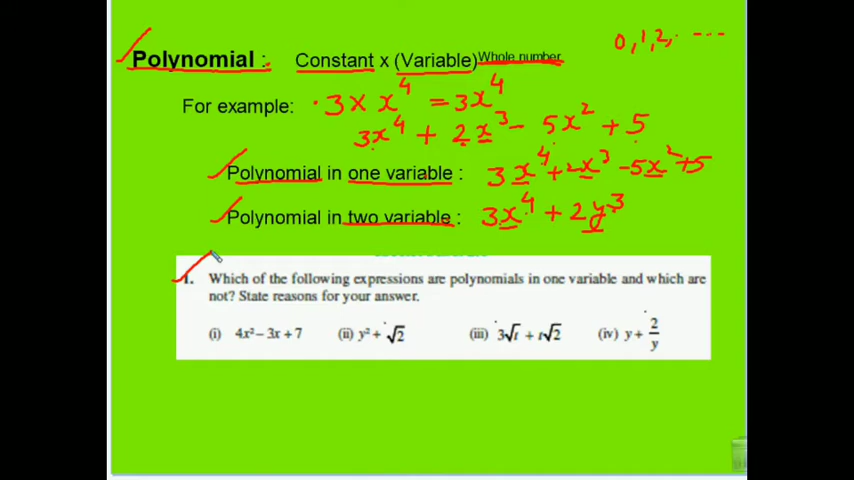 Polynomial : Constant x (Variable)^Whole number 0, 1, 2, ...
For example: 3 × x⁴ = 3x⁴
3x⁴ + 2x³ - 5x² + 5
Polynomial in one variable : 3x⁴ + 2x³ - 5x² + 5
Polynomial in two variable : 3x⁴ + 2y³
1. Which of the following expressions are polynomials in one variable and which are
not? State reasons for your answer.
(i) 4x² – 3x + 7 (ii) y² + √2 (iii) 3√t + t√2 (iv) y + 2/y